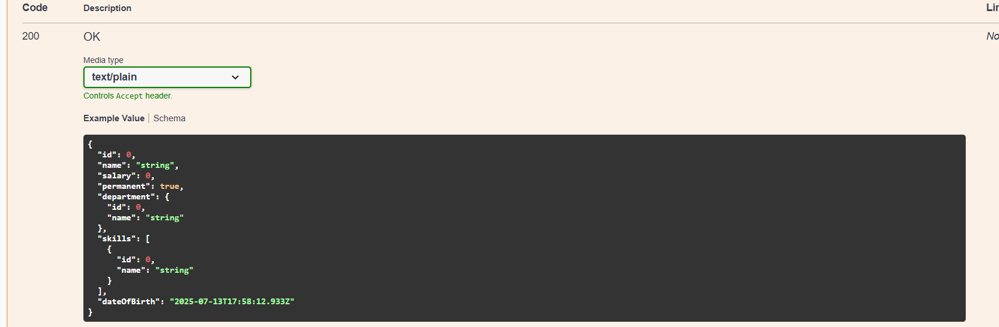 Code Description
200 OK
Media type
text/plain
Controls Accept header.
Example Value | Schema
{
  "id": 0,
  "name": "string",
  "salary": 0,
  "permanent": true,
  "department": {
    "id": 0,
    "name": "string"
  },
  "skills": [
    {
      "id": 0,
      "name": "string"
    }
  ],
  "dateOfBirth": "2025-07-13T17:58:12.933Z"
}